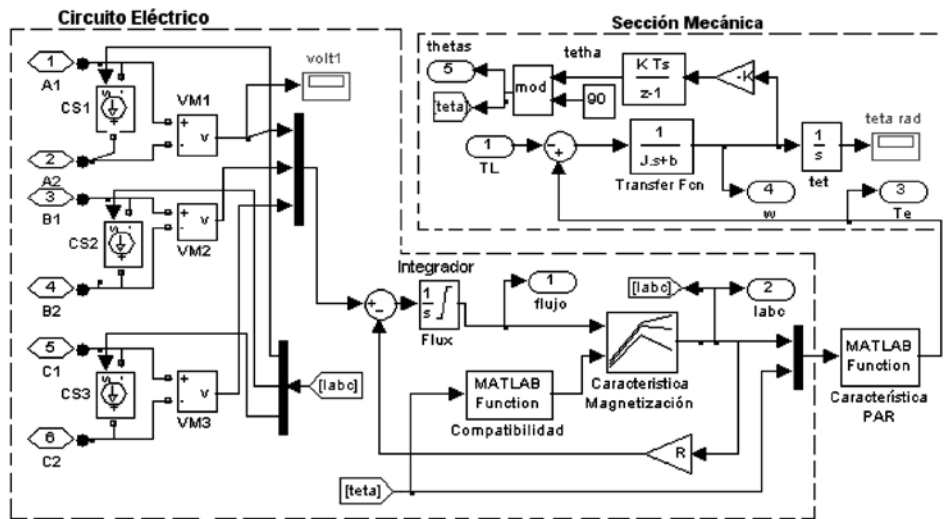 Circuito Eléctrico
Sección Mecánica
1
A1
CS1
s
-
+
VM1
+
-
v
volt1
2
A2
3
B1
CS2
s
-
+
VM2
+
-
v
4
B2
5
C1
CS3
s
-
+
VM3
+
-
v
6
C2
[Iabc]
thetas
5
[teta]
mod
tetha
K Ts
z-1
90
-K-
1
TL
-
+
1
J.s+b
Transfer Fcn
1
s
tet
teta rad
4
w
3
Te
Integrador
+
-
1
s
Flux
1
flujo
[Iabc]
2
Iabc
MATLAB
Function
Compatibilidad
Caracteristica
Magnetización
R
[teta]
MATLAB
Function
Característica
PAR